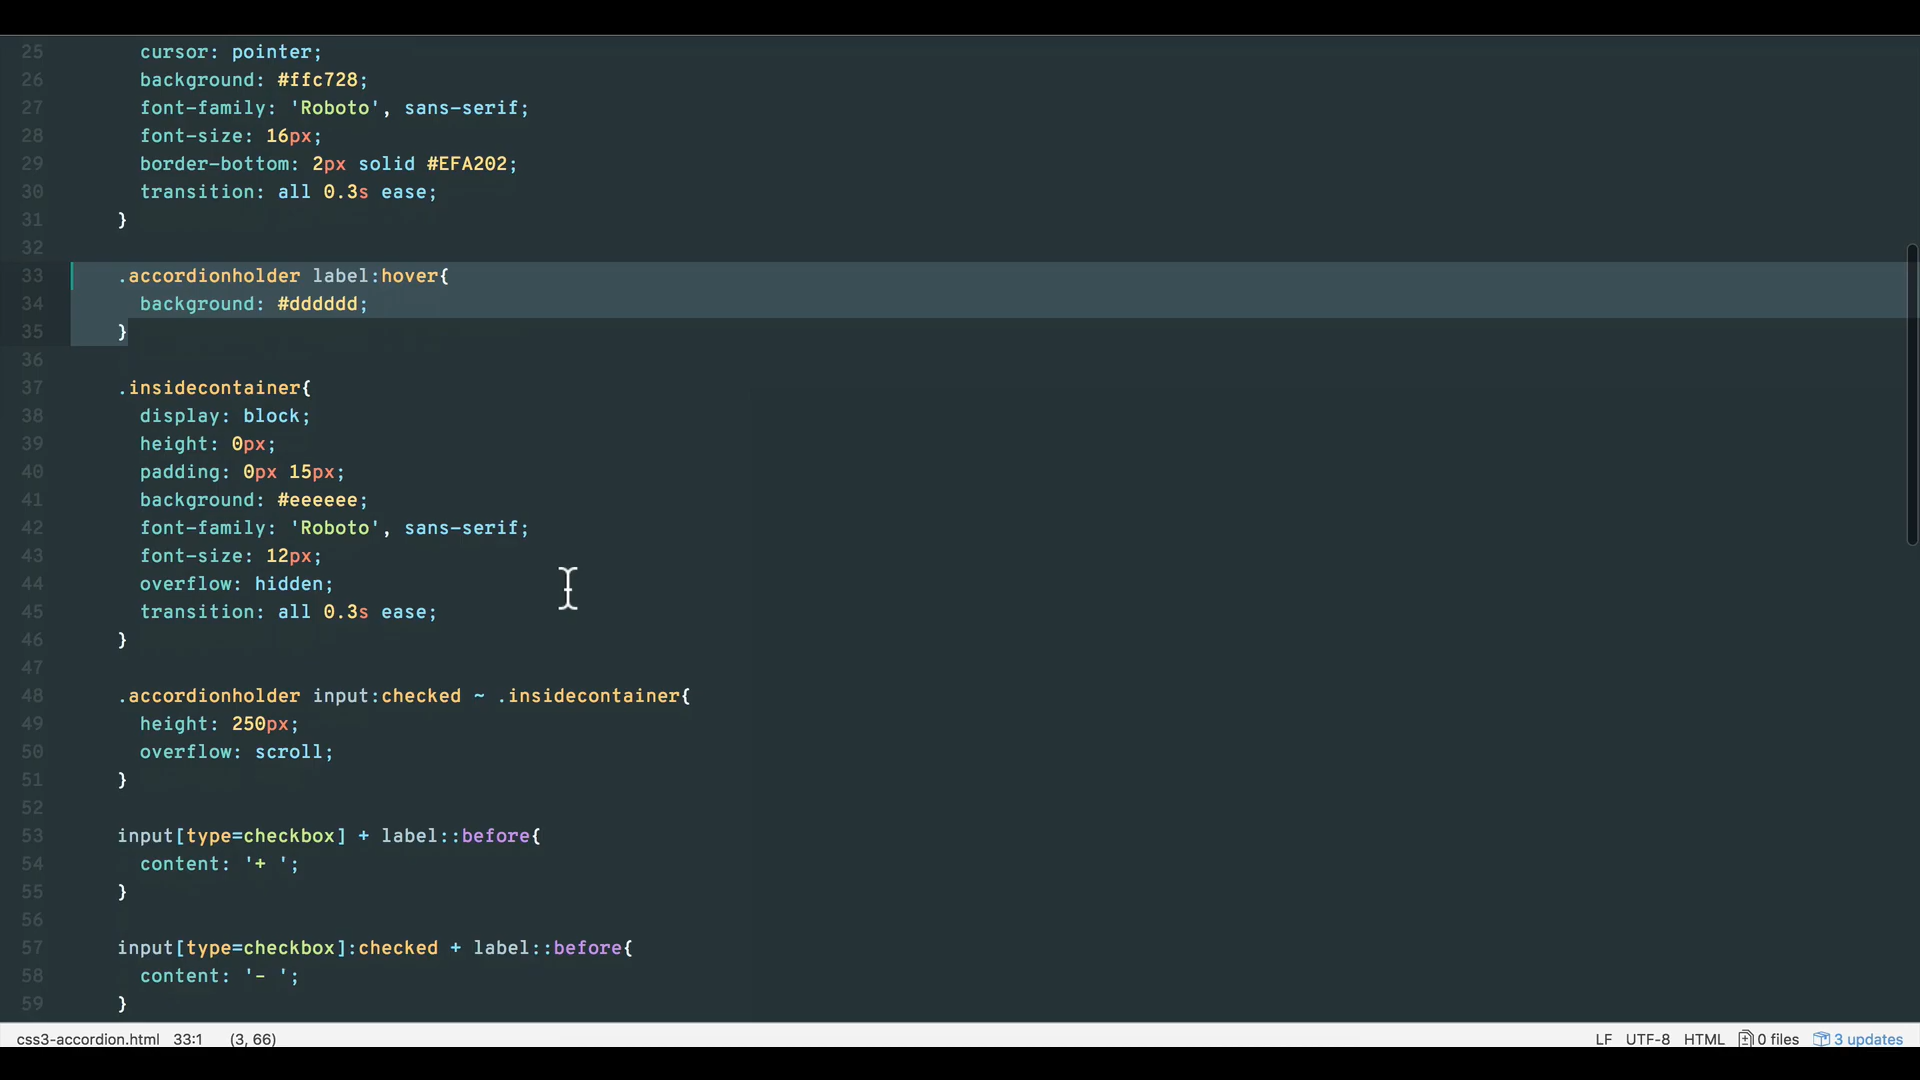 25 cursor: pointer;
26 background: #ffc728;
27 font-family: 'Roboto', sans-serif;
28 font-size: 16px;
29 border-bottom: 2px solid #EFA202;
30 transition: all 0.3s ease;
31 }
32
33 .accordionholder label:hover{
34 background: #dddddd;
35 }
36
37 .insidecontainer{
38 display: block;
39 height: 0px;
40 padding: 0px 15px;
41 background: #eeeeee;
42 font-family: 'Roboto', sans-serif;
43 font-size: 12px;
44 overflow: hidden;
45 transition: all 0.3s ease;
46 }
47
48 .accordionholder input:checked ~ .insidecontainer{
49 height: 250px;
50 overflow: scroll;
51 }
52
53 input[type=checkbox] + label::before{
54 content: '+ ';
55 }
56
57 input[type=checkbox]:checked + label::before{
58 content: '- ';
59 }
css3-accordion.html 33:1 (3, 66) LF UTF-8 HTML 0 files 3 updates